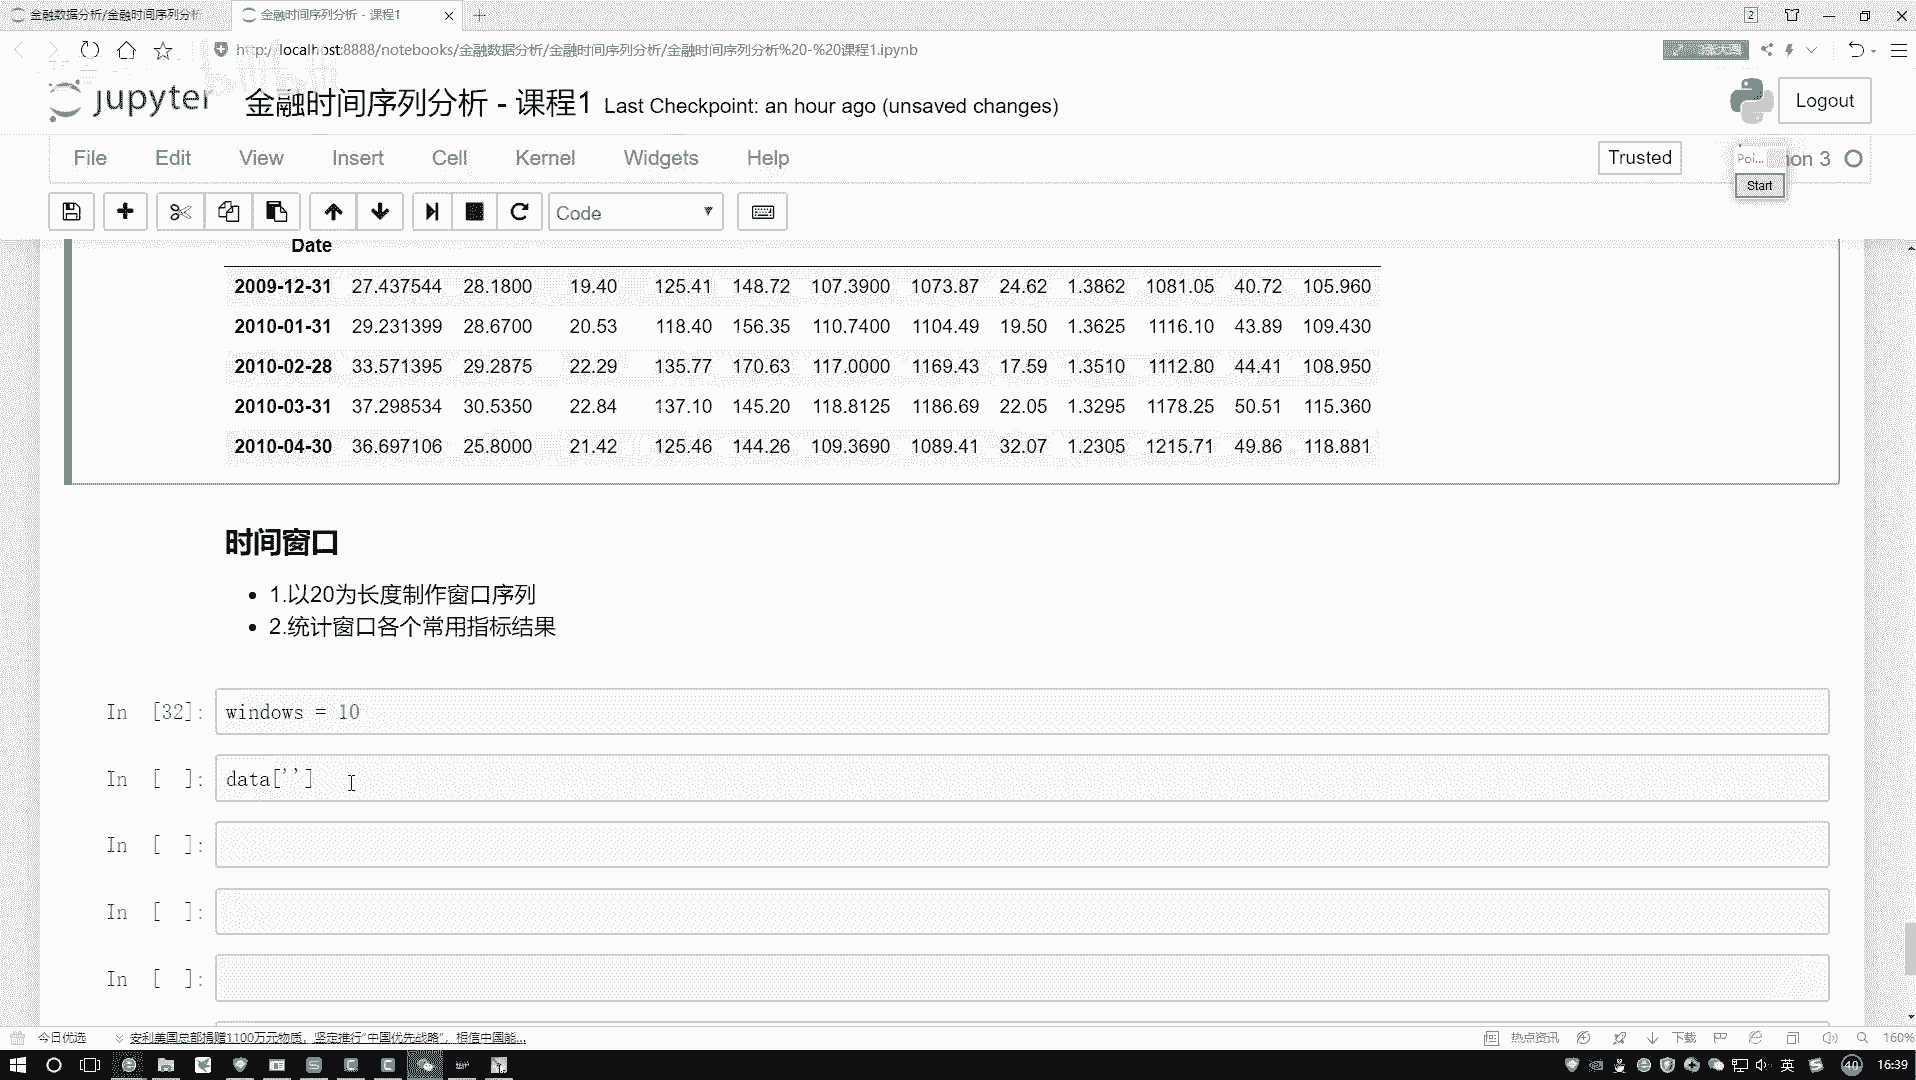 金融数据分析/金融时间序列分析
金融时间序列分析 - 课程1
2
http://localhost:8888/notebooks/金融数据分析/金融时间序列分析/金融时间序列分析%20-%20课程1.ipynb
3张大图
jupyter 金融时间序列分析 - 课程1 Last Checkpoint: an hour ago (unsaved changes)
Logout
File Edit View Insert Cell Kernel Widgets Help
Trusted
Poi... on 3
Start
Code
Date
2009-12-31 27.437544 28.1800 19.40 125.41 148.72 107.3900 1073.87 24.62 1.3862 1081.05 40.72 105.960
2010-01-31 29.231399 28.6700 20.53 118.40 156.35 110.7400 1104.49 19.50 1.3625 1116.10 43.89 109.430
2010-02-28 33.571395 29.2875 22.29 135.77 170.63 117.0000 1169.43 17.59 1.3510 1112.80 44.41 108.950
2010-03-31 37.298534 30.5350 22.84 137.10 145.20 118.8125 1186.69 22.05 1.3295 1178.25 50.51 115.360
2010-04-30 36.697106 25.8000 21.42 125.46 144.26 109.3690 1089.41 32.07 1.2305 1215.71 49.86 118.881
时间窗口
• 1.以20为长度制作窗口序列
• 2.统计窗口各个常用指标结果
In [32]: windows = 10
In [ ]: data['']
In [ ]:
In [ ]:
In [ ]:
今日优选 安利美国总部捐赠1100万元物质，坚定推行“中国优先战略”，相信中国能...
热点资讯 下载 160%
英 40 16:39